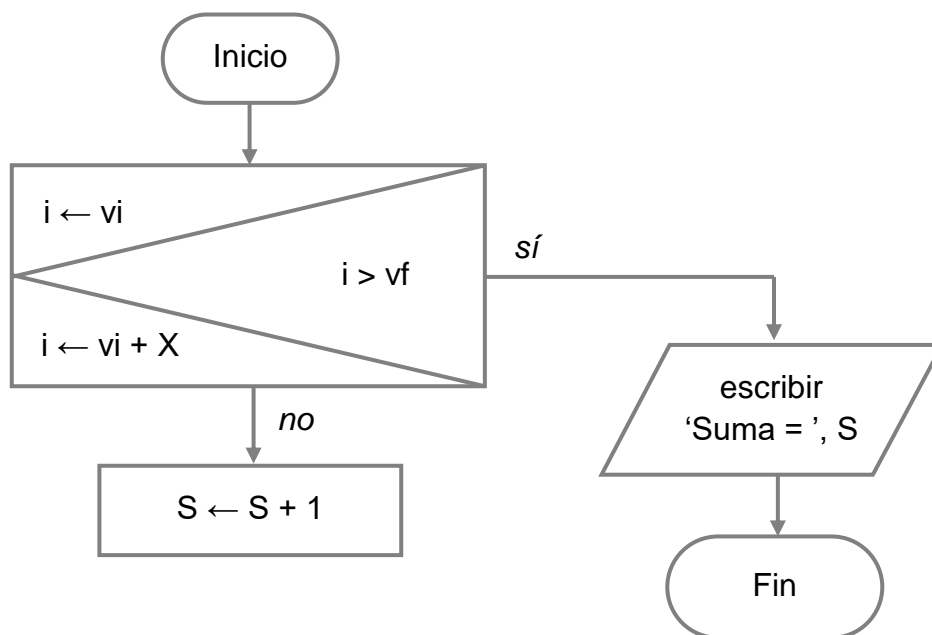 Inicio
i ← vi
i > vf
sí
i ← vi + X
no
escribir
‘Suma = ’, S
S ← S + 1
Fin